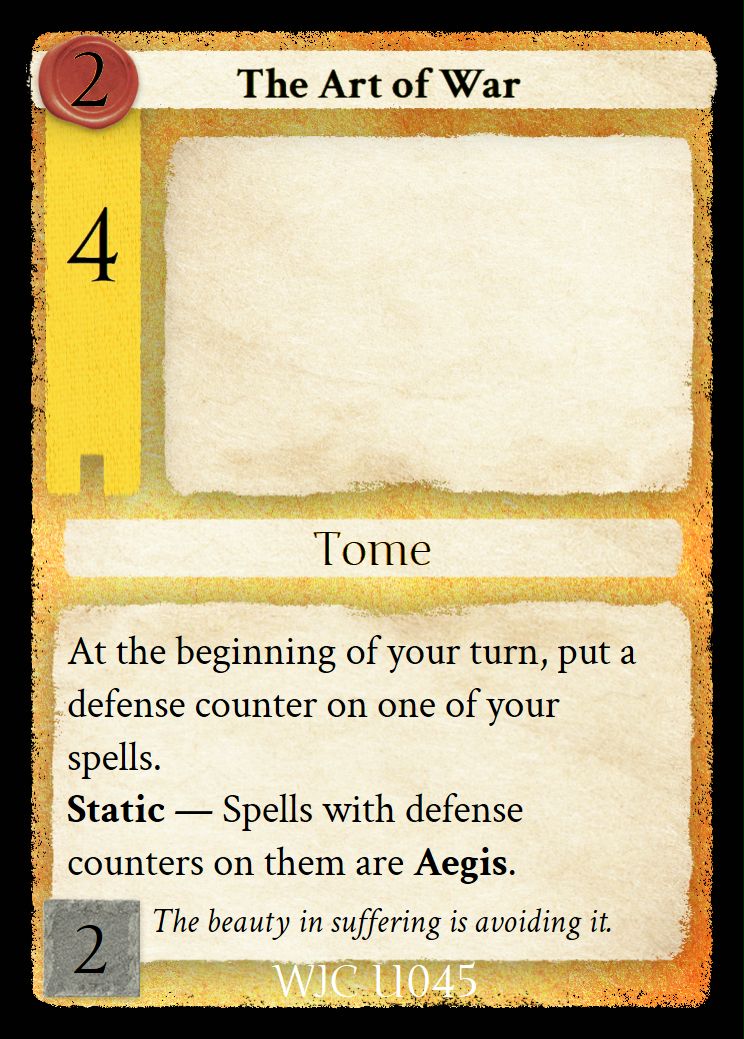 2
The Art of War
4
Tome
At the beginning of your turn, put a
defense counter on one of your
spells.
Static — Spells with defense
counters on them are Aegis.
The beauty in suffering is avoiding it.
2
WJC 11045